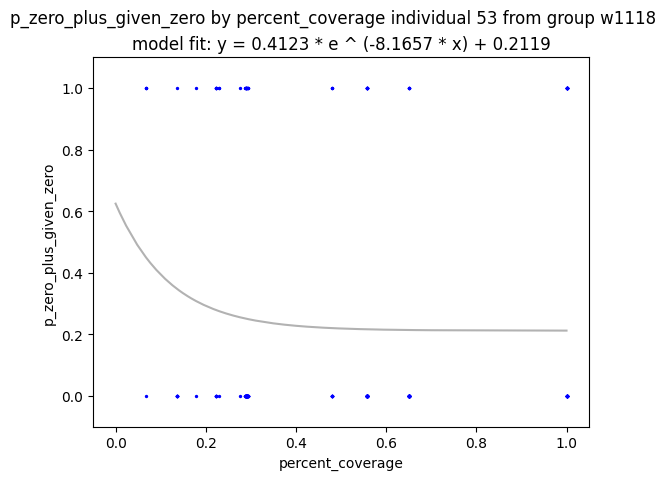 p_zero_plus_given_zero by percent_coverage individual 53 from group w1118
model fit: y = 0.4123 * e ^ (-8.1657 * x) + 0.2119
1.0
0.8
0.6
0.4
0.2
0.0
p_zero_plus_given_zero
0.0 0.2 0.4 0.6 0.8 1.0
percent_coverage